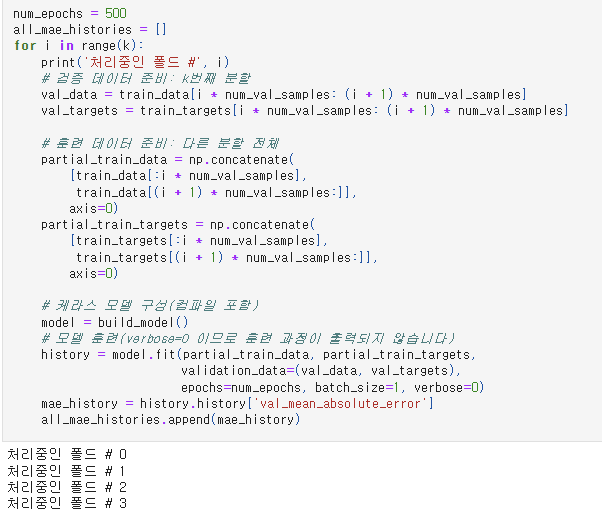 num_epochs = 500
all_mae_histories = []
for i in range(k):
    print('처리중인 폴드 #', i)
    # 검증 데이터 준비: k번째 분할
    val_data = train_data[i * num_val_samples: (i + 1) * num_val_samples]
    val_targets = train_targets[i * num_val_samples: (i + 1) * num_val_samples]

    # 훈련 데이터 준비: 다른 분할 전체
    partial_train_data = np.concatenate(
        [train_data[:i * num_val_samples],
         train_data[(i + 1) * num_val_samples:]],
        axis=0)
    partial_train_targets = np.concatenate(
        [train_targets[:i * num_val_samples],
         train_targets[(i + 1) * num_val_samples:]],
        axis=0)

    # 케라스 모델 구성(컴파일 포함)
    model = build_model()
    # 모델 훈련(verbose=0 이므로 훈련 과정이 출력되지 않습니다)
    history = model.fit(partial_train_data, partial_train_targets,
                        validation_data=(val_data, val_targets),
                        epochs=num_epochs, batch_size=1, verbose=0)
    mae_history = history.history['val_mean_absolute_error']
    all_mae_histories.append(mae_history)
처리중인 폴드 # 0
처리중인 폴드 # 1
처리중인 폴드 # 2
처리중인 폴드 # 3